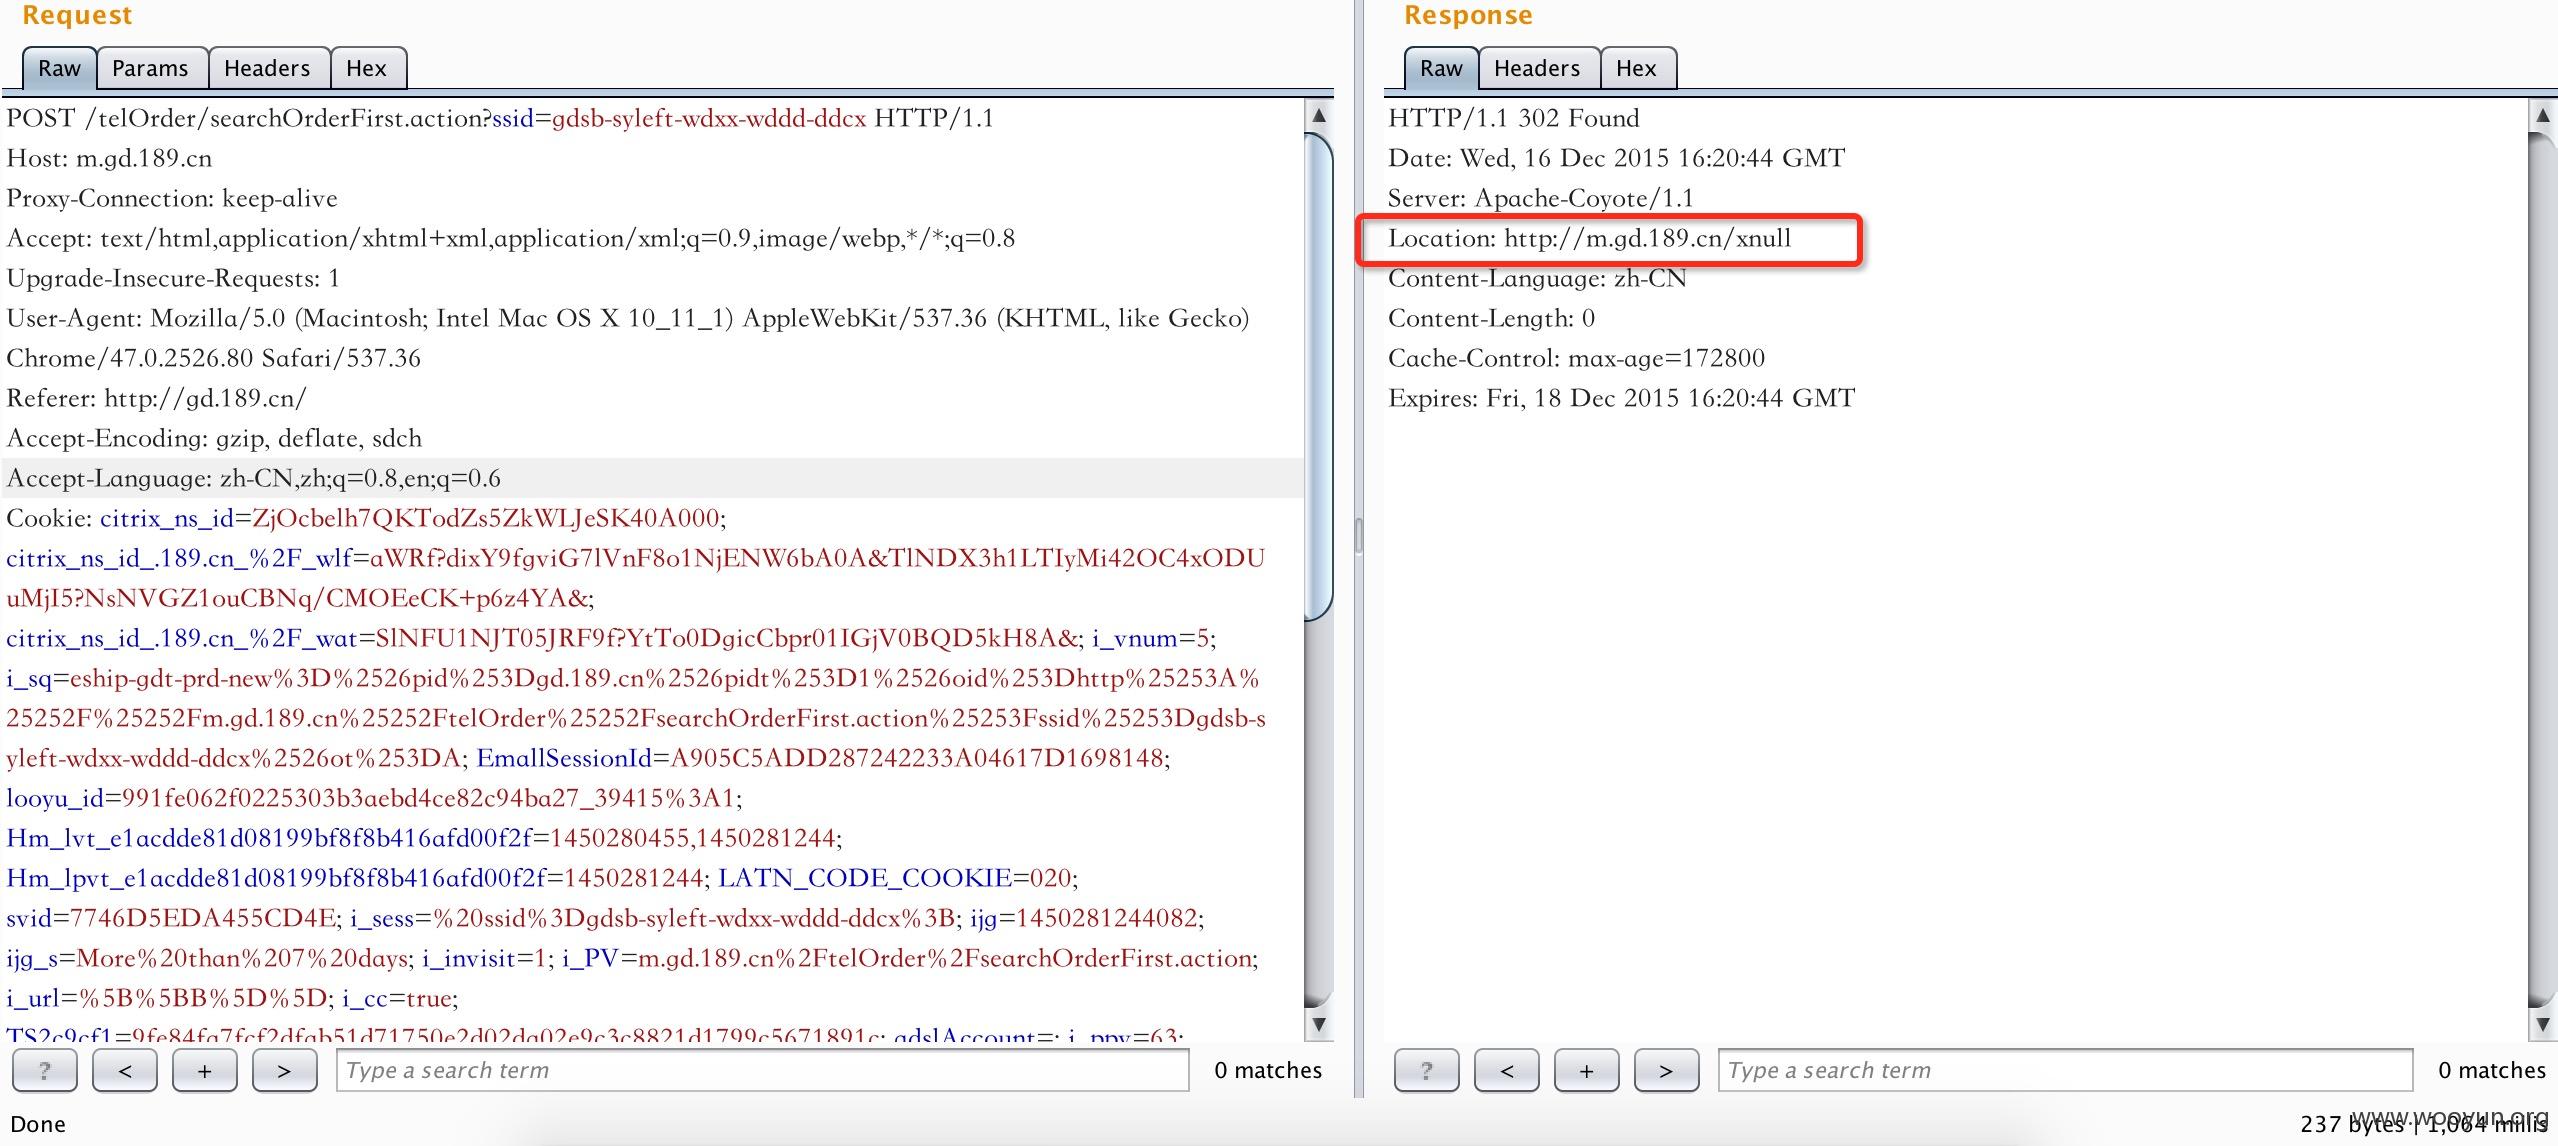 Request
Raw Params Headers Hex
POST /telOrder/searchOrderFirst.action?ssid=gdsb-syleft-wdxx-wddd-ddcx HTTP/1.1
Host: m.gd.189.cn
Proxy-Connection: keep-alive
Accept: text/html,application/xhtml+xml,application/xml;q=0.9,image/webp,*/*;q=0.8
Upgrade-Insecure-Requests: 1
User-Agent: Mozilla/5.0 (Macintosh; Intel Mac OS X 10_11_1) AppleWebKit/537.36 (KHTML, like Gecko)
Chrome/47.0.2526.80 Safari/537.36
Referer: http://gd.189.cn/
Accept-Encoding: gzip, deflate, sdch
Accept-Language: zh-CN,zh;q=0.8,en;q=0.6
Cookie: citrix_ns_id=ZjOcbelh7QKTodZs5ZkWLJeSK40A000;
citrix_ns_id_.189.cn_%2F_wlf=aWRf?dixY9fgviG7lVnF8o1NjENW6bA0A&TlNDX3h1LTIyMi42OC4xODU
uMjI5?NsNVGZ1ouCBNq/CMOEeCK+p6z4YA&;
citrix_ns_id_.189.cn_%2F_wat=SlNFU1NJT05JRF9f?YtTo0DgicCbpr01IGjV0BQD5kH8A&; i_vnum=5;
i_sq=eship-gdt-prd-new%3D%2526pid%253Dgd.189.cn%2526pidt%253D1%2526oid%253Dhttp%25253A%
25252F%25252Fm.gd.189.cn%25252FtelOrder%25252FsearchOrderFirst.action%25253Fssid%25253Dgdsb-s
yleft-wdxx-wddd-ddcx%2526ot%253DA; EmallSessionId=A905C5ADD287242233A04617D1698148;
looyu_id=991fe062f0225303b3aebd4ce82c94ba27_39415%3A1;
Hm_lvt_e1acdde81d08199bf8f8b416afd00f2f=1450280455,1450281244;
Hm_lpvt_e1acdde81d08199bf8f8b416afd00f2f=1450281244; LATN_CODE_COOKIE=020;
svid=7746D5EDA455CD4E; i_sess=%20ssid%3Dgdsb-syleft-wdxx-wddd-ddcx%3B; ijg=1450281244082;
ijg_s=More%20than%207%20days; i_invisit=1; i_PV=m.gd.189.cn%2FtelOrder%2FsearchOrderFirst.action;
i_url=%5B%5BB%5D%5D; i_cc=true;
adslAccount=; i_ppv=63;
? < + > Type a search term 0 matches
Done
Response
Raw Headers Hex
HTTP/1.1 302 Found
Date: Wed, 16 Dec 2015 16:20:44 GMT
Server: Apache-Coyote/1.1
Location: http://m.gd.189.cn/xnull
Content-Language: zh-CN
Content-Length: 0
Cache-Control: max-age=172800
Expires: Fri, 18 Dec 2015 16:20:44 GMT
? < + > Type a search term 0 matches
237 bytes | 1,064 millis
www.wooyun.org